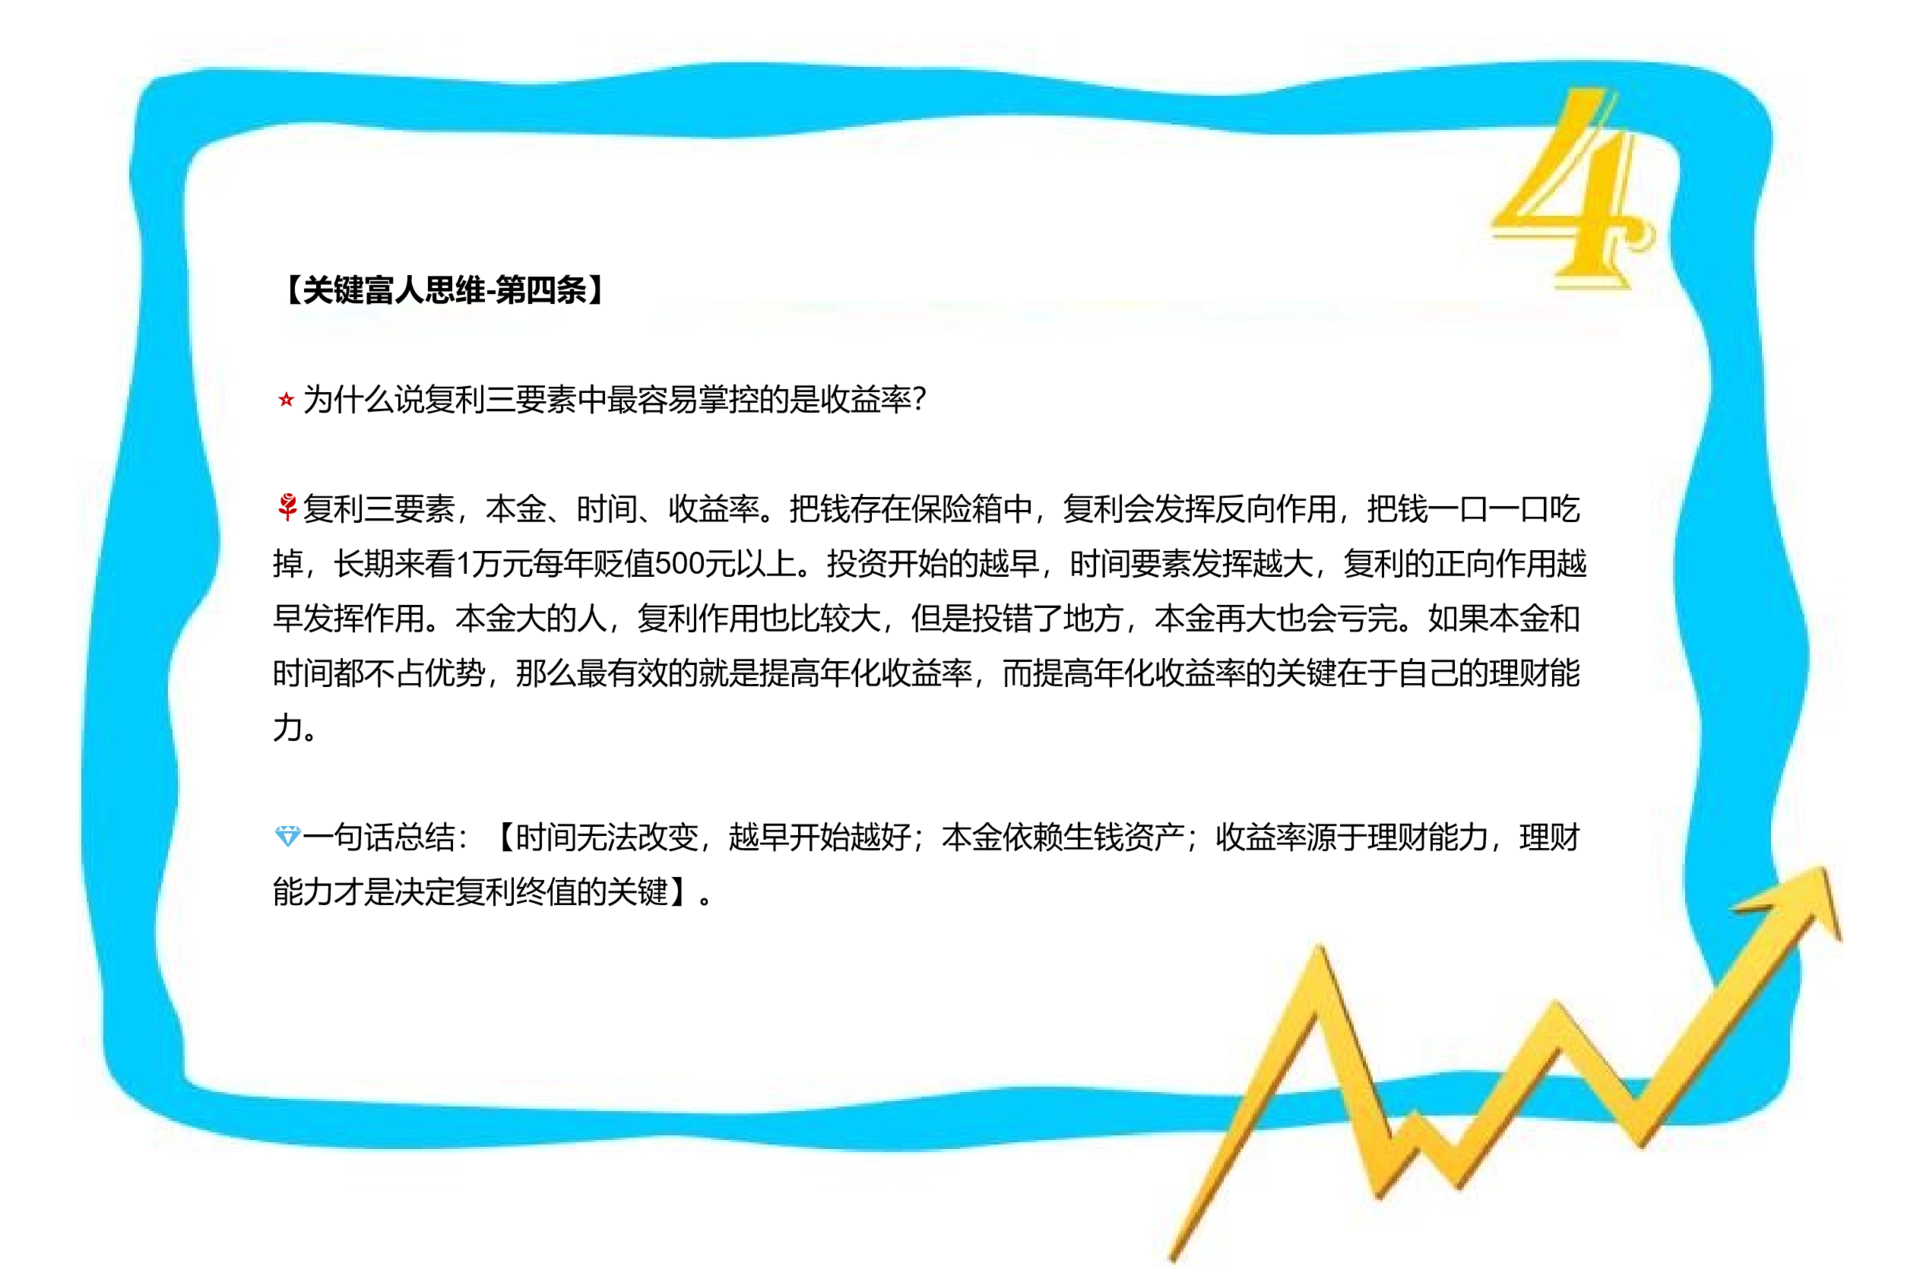 4
【关键富人思维-第四条】
为什么说复利三要素中最容易掌控的是收益率？
复利三要素，本金、时间、收益率。把钱存在保险箱中，复利会发挥反向作用，把钱一口一口吃
掉，长期来看1万元每年贬值500元以上。投资开始的越早，时间要素发挥越大，复利的正向作用越
早发挥作用。本金大的人，复利作用也比较大，但是投错了地方，本金再大也会亏完。如果本金和
时间都不占优势，那么最有效的就是提高年化收益率，而提高年化收益率的关键在于自己的理财能
力。
一句话总结：【时间无法改变，越早开始越好；本金依赖生钱资产；收益率源于理财能力，理财
能力才是决定复利终值的关键】。